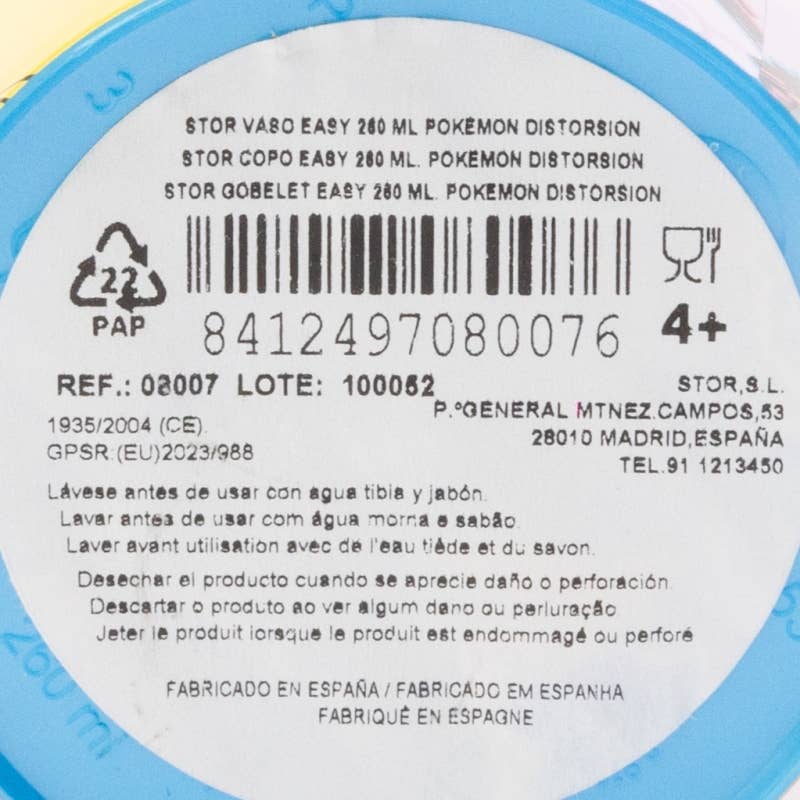 STOR VASO EASY 260 ML POKEMON DISTORSION
STOR COPO EASY 260 ML. POKEMON DISTORSION
STOR GOBELET EASY 260 ML. POKEMON DISTORSION
22
PAP
8412497080076
4+
REF.: 08007 LOTE: 100052
STOR,S.L.
P.ºGENERAL MTNEZ.CAMPOS,53
28010 MADRID,ESPAÑA
TEL.91 1213450
1935/2004 (CE).
GPSR:(EU)2023/988
Lávese antes de usar con agua tibia y jabón.
Lavar antes de usar com água morna e sabão.
Laver avant utilisation avec de l'eau tiède et du savon.
Desechar el producto cuando se aprecie daño o perforación.
Descartar o produto ao ver algum dano ou perluração
Jeter le produit lorsque le produit est endommagé ou perforé
FABRICADO EN ESPAÑA / FABRICADO EM ESPANHA
FABRIQUÉ EN ESPAGNE
260 ml
3